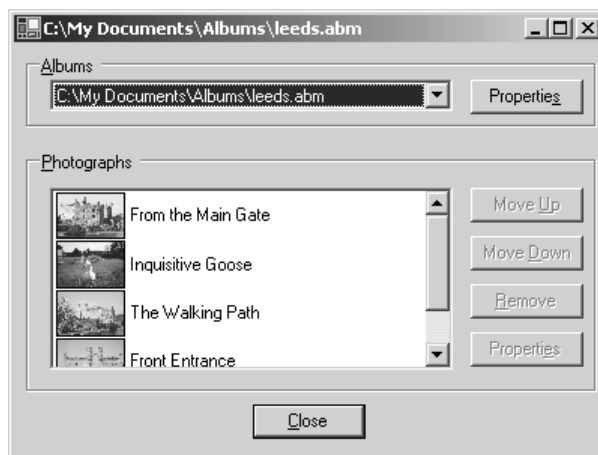 C:\My Documents\Albums\leeds.abm
Albums
C:\My Documents\Albums\leeds.abm
Properties
Photographs
From the Main Gate
Inquisitive Goose
The Walking Path
Front Entrance
Move Up
Move Down
Remove
Properties
Close